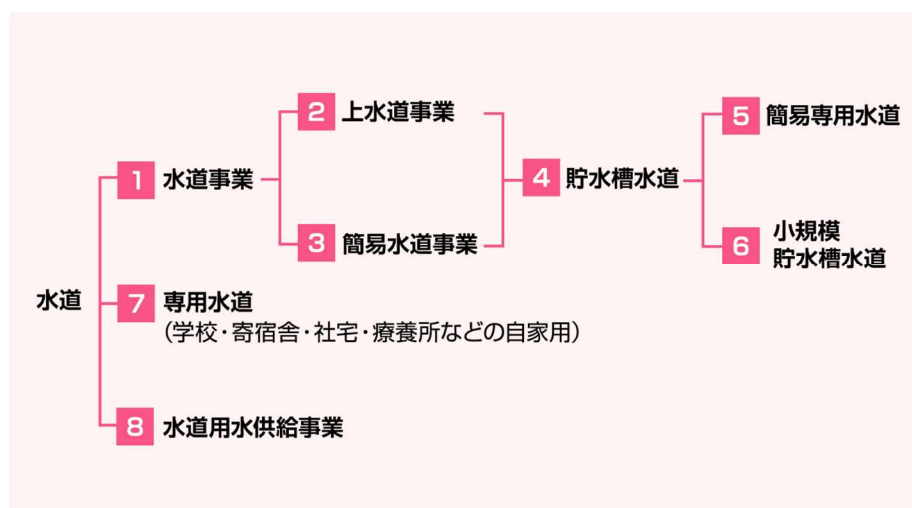 水道
1 水道事業
2 上水道事業
3 簡易水道事業
4 貯水槽水道
5 簡易専用水道
6 小規模
貯水槽水道
7 専用水道
(学校・寄宿舎・社宅・療養所などの自家用)
8 水道用水供給事業